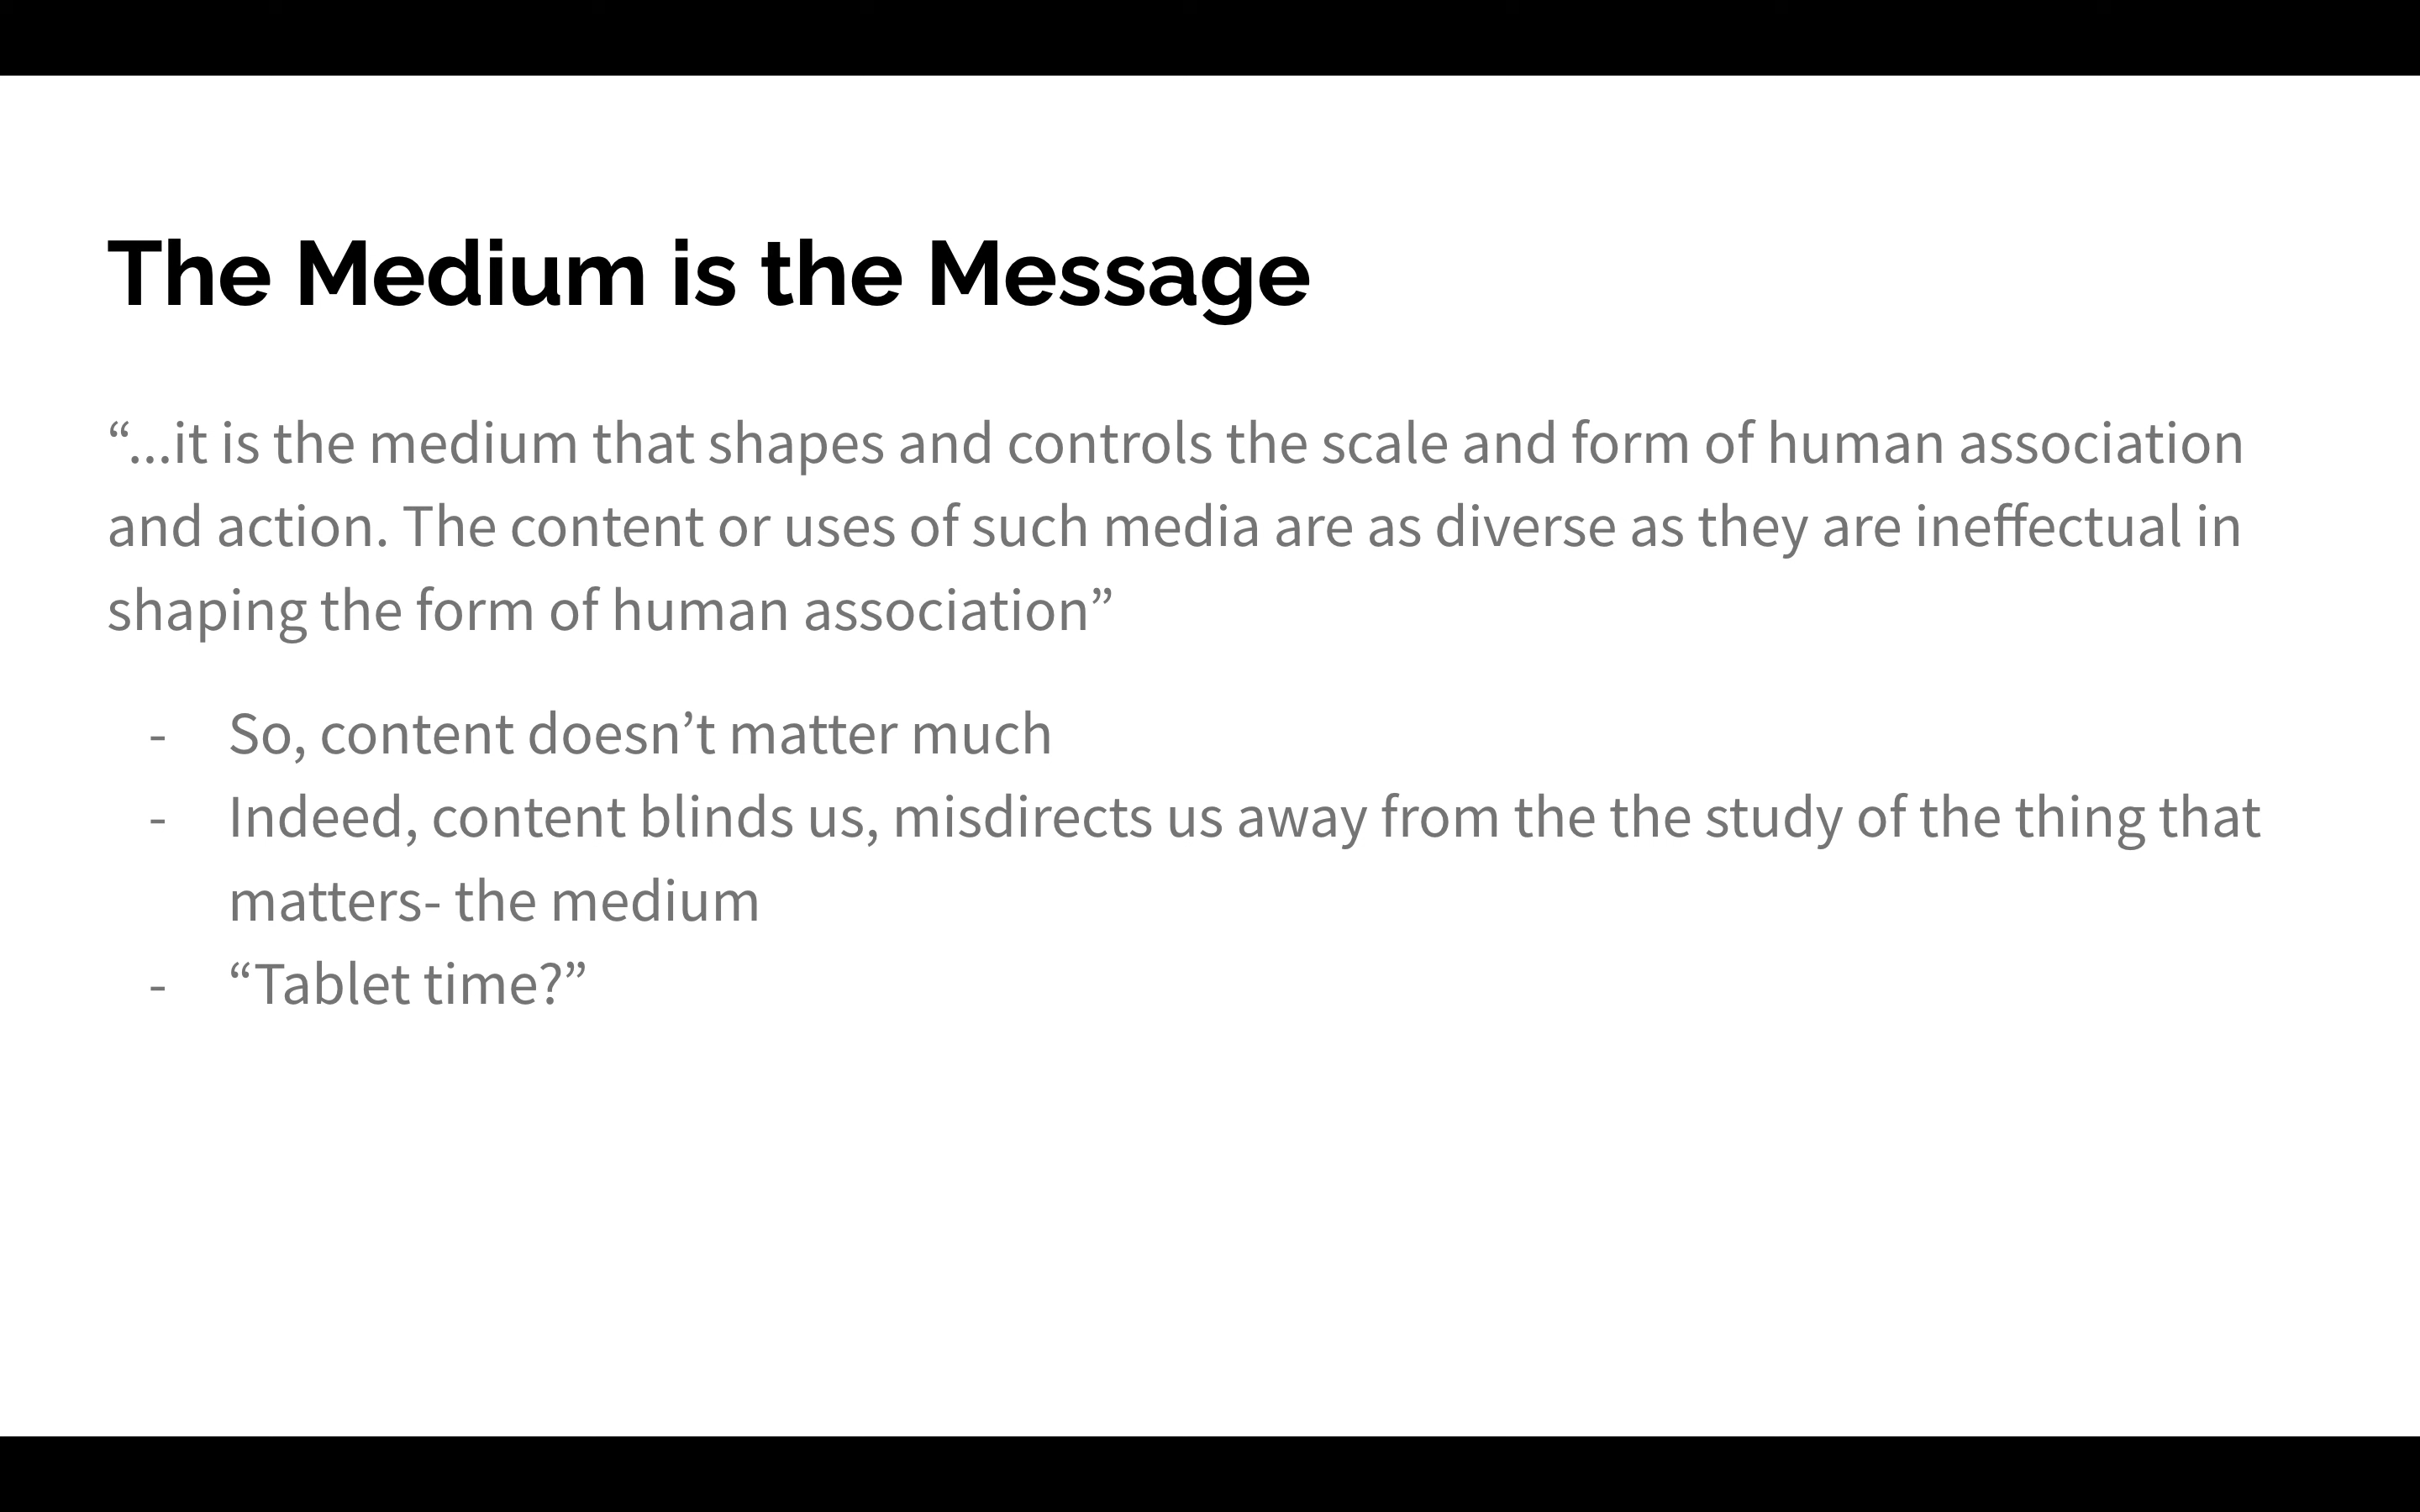 The Medium is the Message
“...it is the medium that shapes and controls the scale and form of human association
and action. The content or uses of such media are as diverse as they are ineffectual in
shaping the form of human association”
- So, content doesn’t matter much
- Indeed, content blinds us, misdirects us away from the the study of the thing that
matters- the medium
- “Tablet time?”